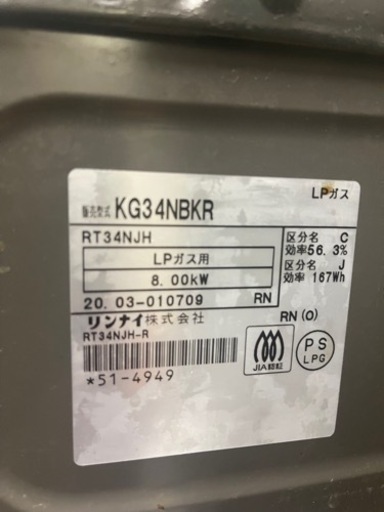 LPガス
販売型式 KG34NBKR
RT34NJH
LPガス用
8.00kW
区分名 C
効率56.3%
区分名 J
効率 167Wh
20.03-010709 RN
リンナイ株式会社
RN(O)
RT34NJH-R
*51-4949
JIA認証
PS
LPG